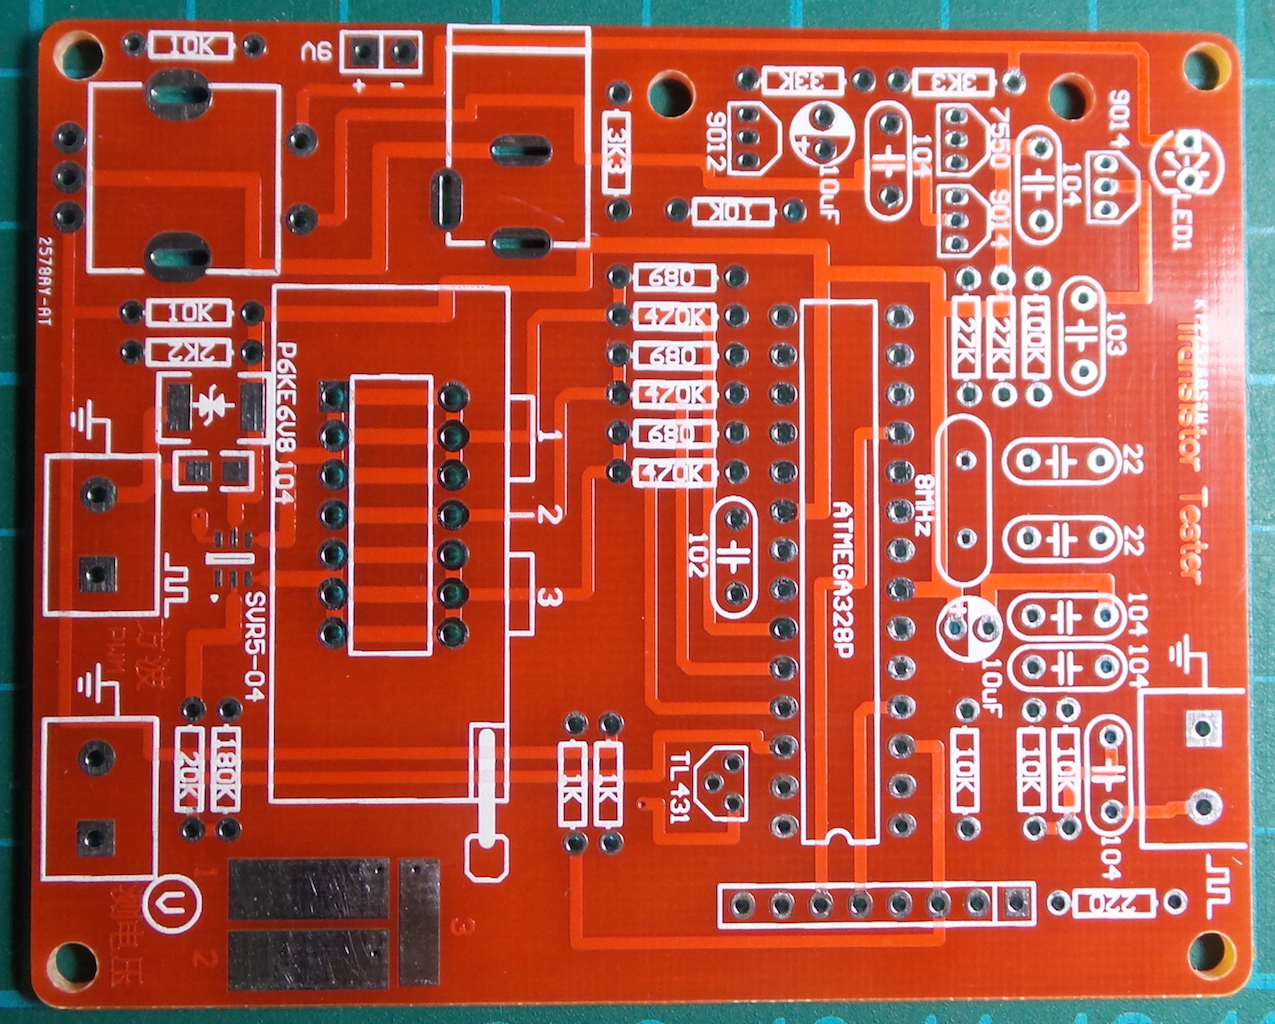 10K
9V
+ -
33K
3K3
9014
9012
+
10uF
104
7550
104
3K3
10K
9014
LED1
2578AY-AT
680
10K
470K
22K
22K
100K
103
2K2
680
P6KE6V8
104
470K
1
680
470K
22
8MHz
2
ATMEGA328P
102
22
Transistor Tester
3
SVR5-04
+
104
方波
PWM
104
10uF
20K
180K
1K
1K
TL431
10K
10K
10K
104
1
V
3
220
测电压
2